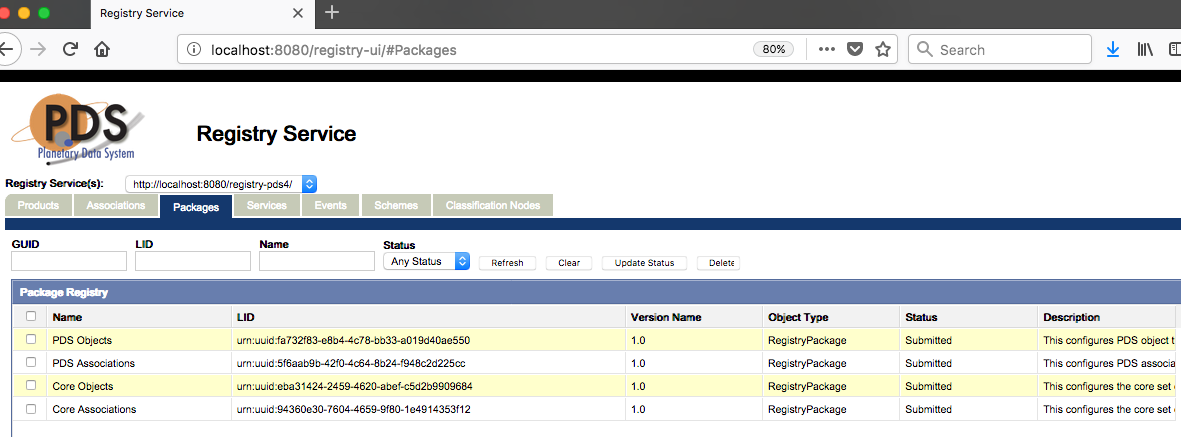 Registry Service
localhost:8080/registry-ui/#Packages 80% Search
PDS
Planetary Data System
Registry Service
Registry Service(s): http://localhost:8080/registry-pds4/
Products Associations Packages Services Events Schemes Classification Nodes
GUID LID Name Status
Any Status Refresh Clear Update Status Delete
Package Registry
Name LID Version Name Object Type Status Description
PDS Objects urn:uuid:fa732f83-e8b4-4c78-bb33-a019d40ae550 1.0 RegistryPackage Submitted This configures PDS object t
PDS Associations urn:uuid:5f6aab9b-42f0-4c64-8b24-f948c2d225cc 1.0 RegistryPackage Submitted This configures PDS associa
Core Objects urn:uuid:eba31424-2459-4620-abef-c5d2b9909684 1.0 RegistryPackage Submitted This configures the core set
Core Associations urn:uuid:94360e30-7604-4659-9f80-1e4914353f12 1.0 RegistryPackage Submitted This configures the core set